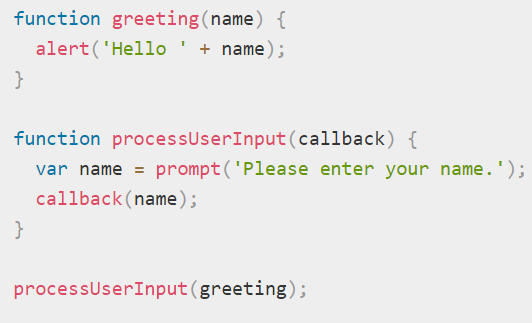 function greeting(name) {
  alert('Hello ' + name);
}

function processUserInput(callback) {
  var name = prompt('Please enter your name.');
  callback(name);
}

processUserInput(greeting);